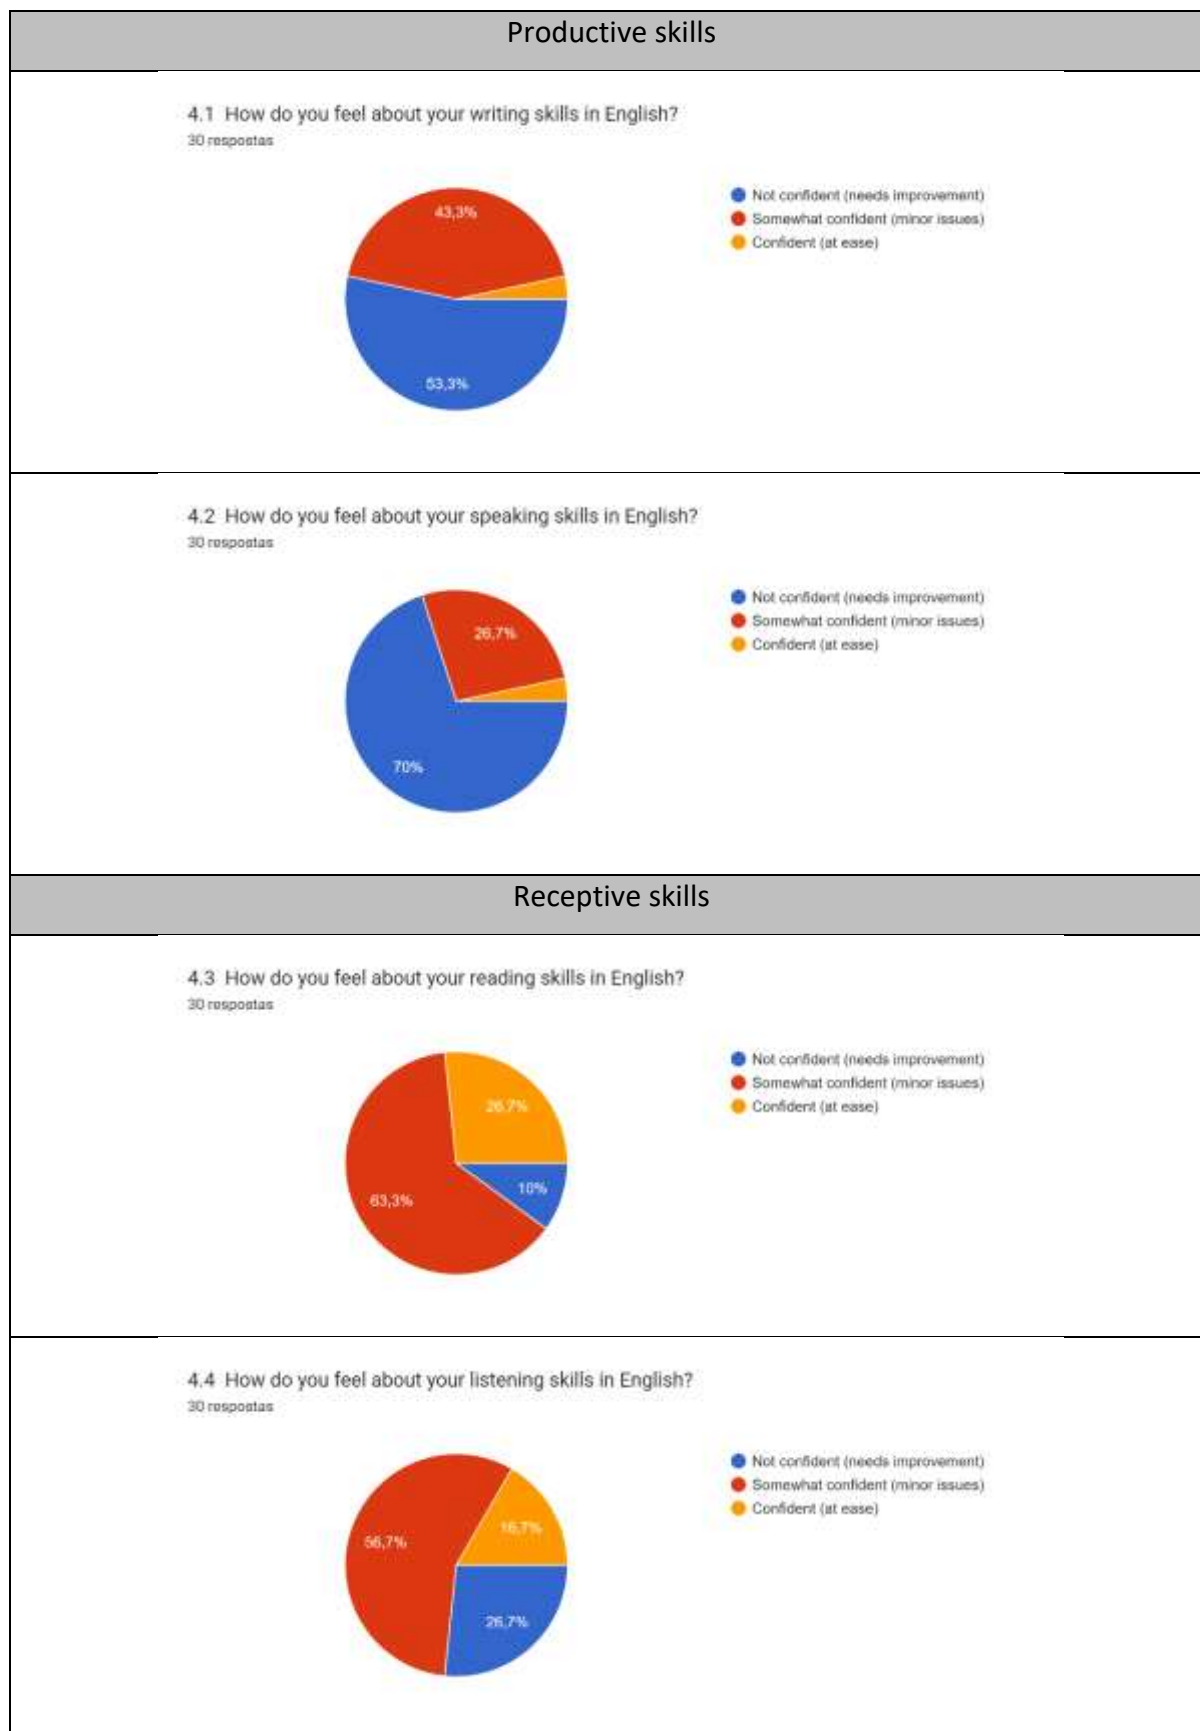 Productive skills
4.1 How do you feel about your writing skills in English?
30 respostas
43,3%
53,3%
Not confident (needs improvement)
Somewhat confident (minor issues)
Confident (at ease)
4.2 How do you feel about your speaking skills in English?
30 respostas
26,7%
70%
Not confident (needs improvement)
Somewhat confident (minor issues)
Confident (at ease)
Receptive skills
4.3 How do you feel about your reading skills in English?
30 respostas
26,7%
63,3%
10%
Not confident (needs improvement)
Somewhat confident (minor issues)
Confident (at ease)
4.4 How do you feel about your listening skills in English?
30 respostas
56,7%
16,7%
26,7%
Not confident (needs improvement)
Somewhat confident (minor issues)
Confident (at ease)